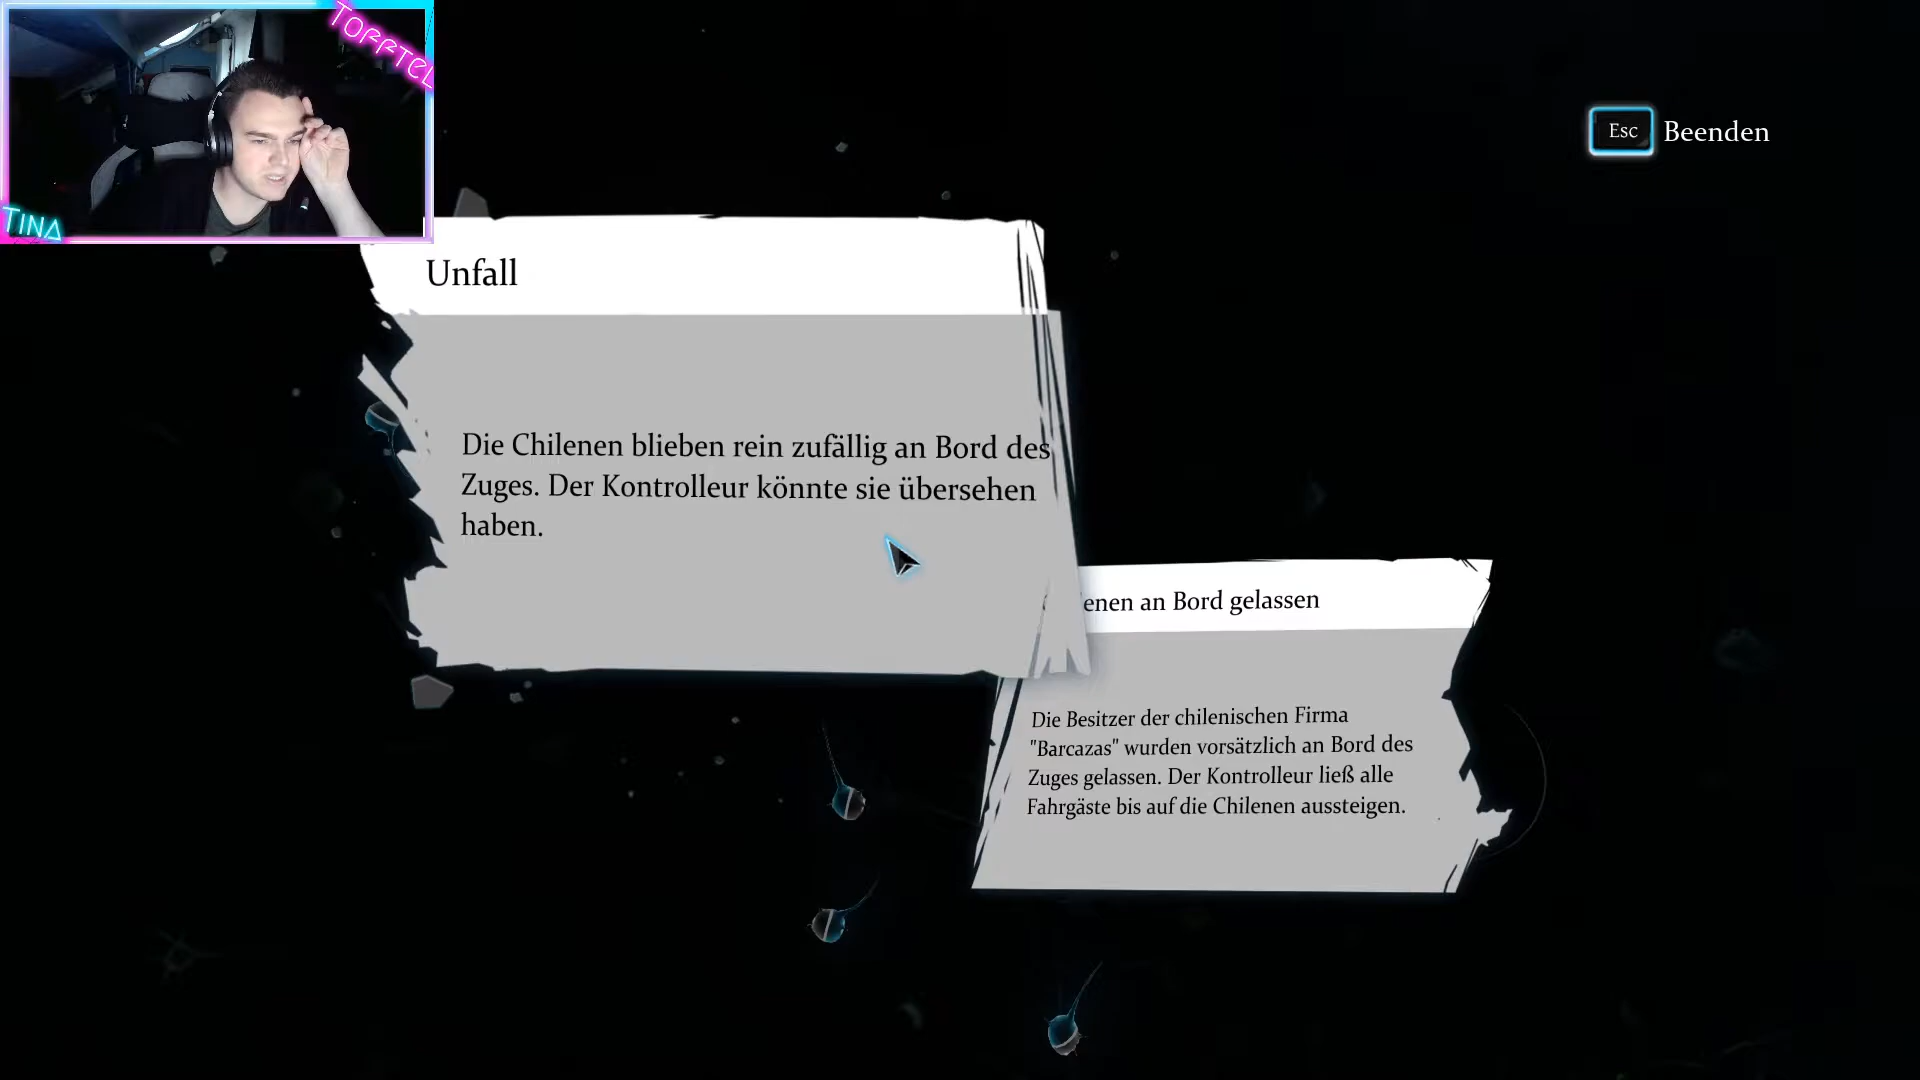 TOFFTEL
TINA
Esc Beenden
Unfall
Die Chilenen blieben rein zufällig an Bord des
Zuges. Der Kontrolleur könnte sie übersehen
haben.
enen an Bord gelassen
Die Besitzer der chilenischen Firma
"Barcazas" wurden vorsätzlich an Bord des
Zuges gelassen. Der Kontrolleur ließ alle
Fahrgäste bis auf die Chilenen aussteigen.